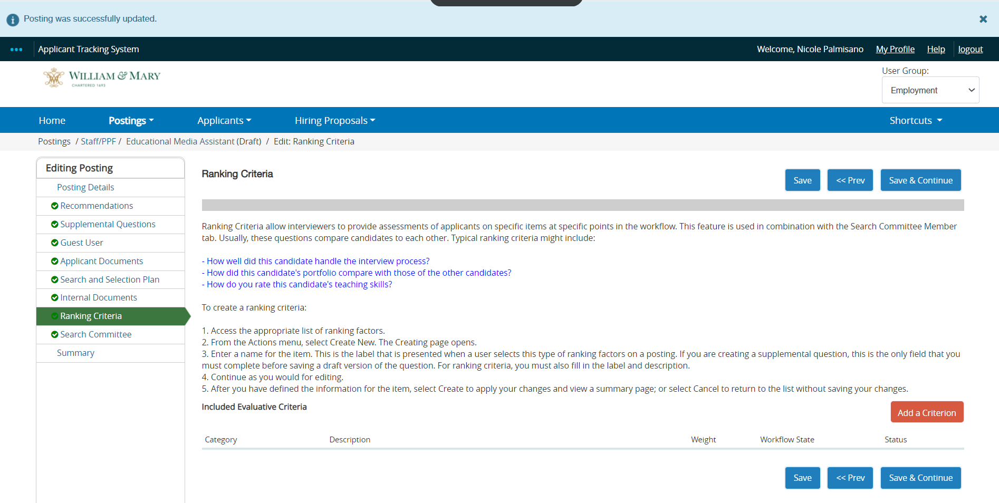 Posting was successfully updated.
Applicant Tracking System
Welcome, Nicole Palmisano My Profile Help logout
WILLIAM & MARY
CHARTERED 1693
User Group:
Employment
Home Postings Applicants Hiring Proposals Shortcuts
Postings / Staff/PPF / Educational Media Assistant (Draft) / Edit: Ranking Criteria
Editing Posting
Posting Details
Recommendations
Supplemental Questions
Guest User
Applicant Documents
Search and Selection Plan
Internal Documents
Ranking Criteria
Search Committee
Summary
Ranking Criteria
Save << Prev Save & Continue
Ranking Criteria allow interviewers to provide assessments of applicants on specific items at specific points in the workflow. This feature is used in combination with the Search Committee Member
tab. Usually, these questions compare candidates to each other. Typical ranking criteria might include:
- How well did this candidate handle the interview process?
- How did this candidate's portfolio compare with those of the other candidates?
- How do you rate this candidate's teaching skills?
To create a ranking criteria:
1. Access the appropriate list of ranking factors.
2. From the Actions menu, select Create New. The Creating page opens.
3. Enter a name for the item. This is the label that is presented when a user selects this type of ranking factors on a posting. If you are creating a supplemental question, this is the only field that you
must complete before saving a draft version of the question. For ranking criteria, you must also fill in the label and description.
4. Continue as you would for editing.
5. After you have defined the information for the item, select Create to apply your changes and view a summary page; or select Cancel to return to the list without saving your changes.
Included Evaluative Criteria
Add a Criterion
Category Description Weight Workflow State Status
Save << Prev Save & Continue